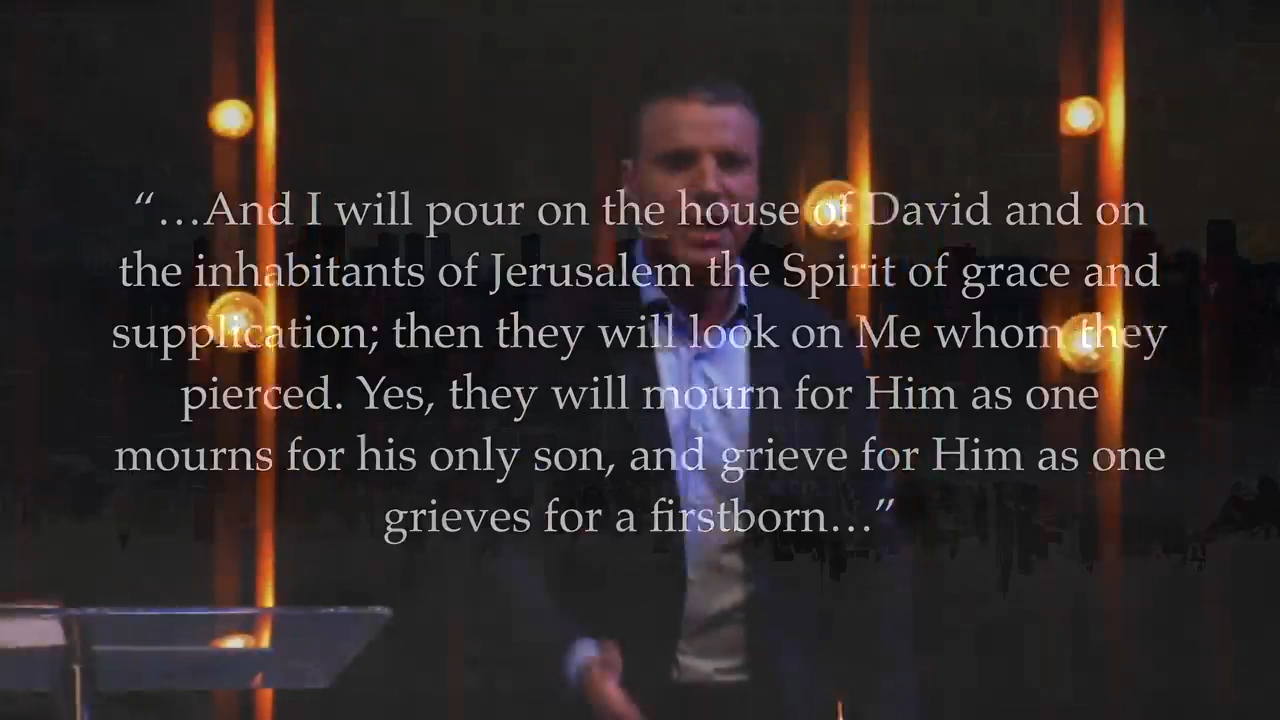 “…And I will pour on the house of David and on
the inhabitants of Jerusalem the Spirit of grace and
supplication; then they will look on Me whom they
pierced. Yes, they will mourn for Him as one
mourns for his only son, and grieve for Him as one
grieves for a firstborn…”